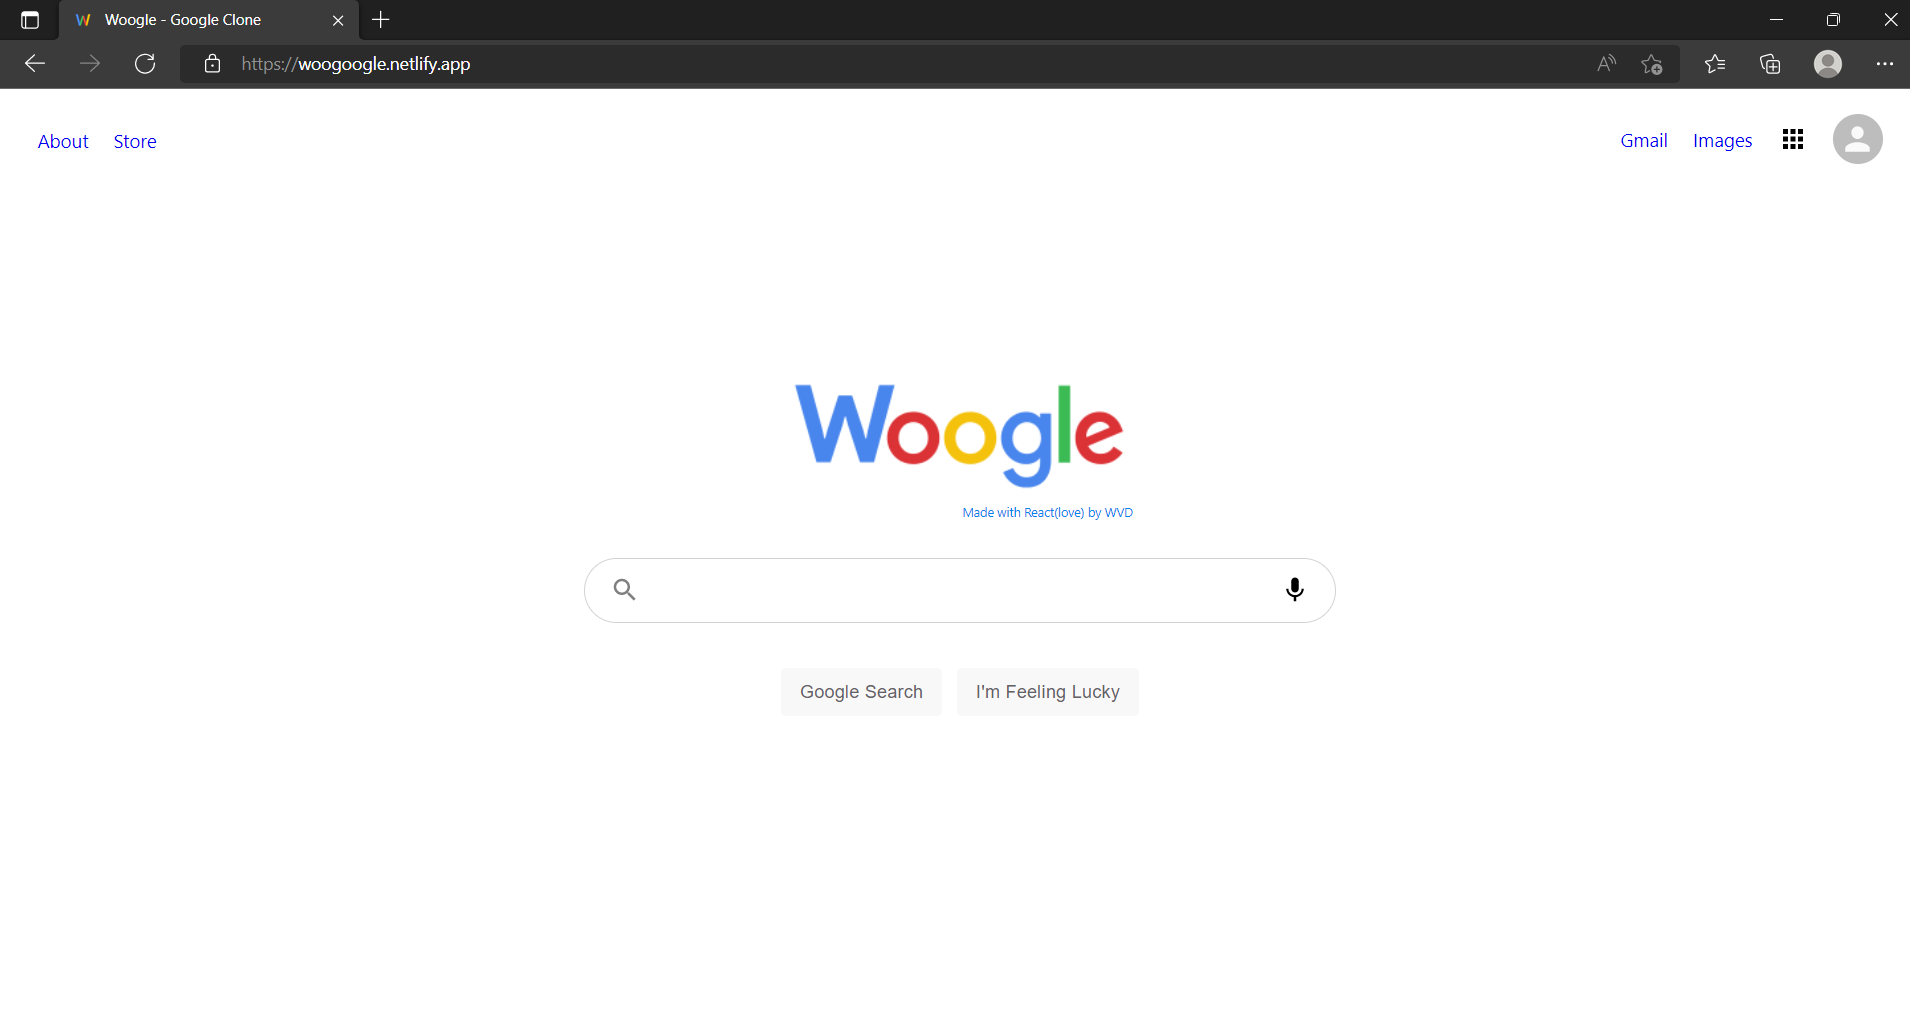 Woogle - Google Clone
https://woogoogle.netlify.app
About Store
Gmail Images
Woogle
Made with React(love) by WVD
Google Search
I'm Feeling Lucky